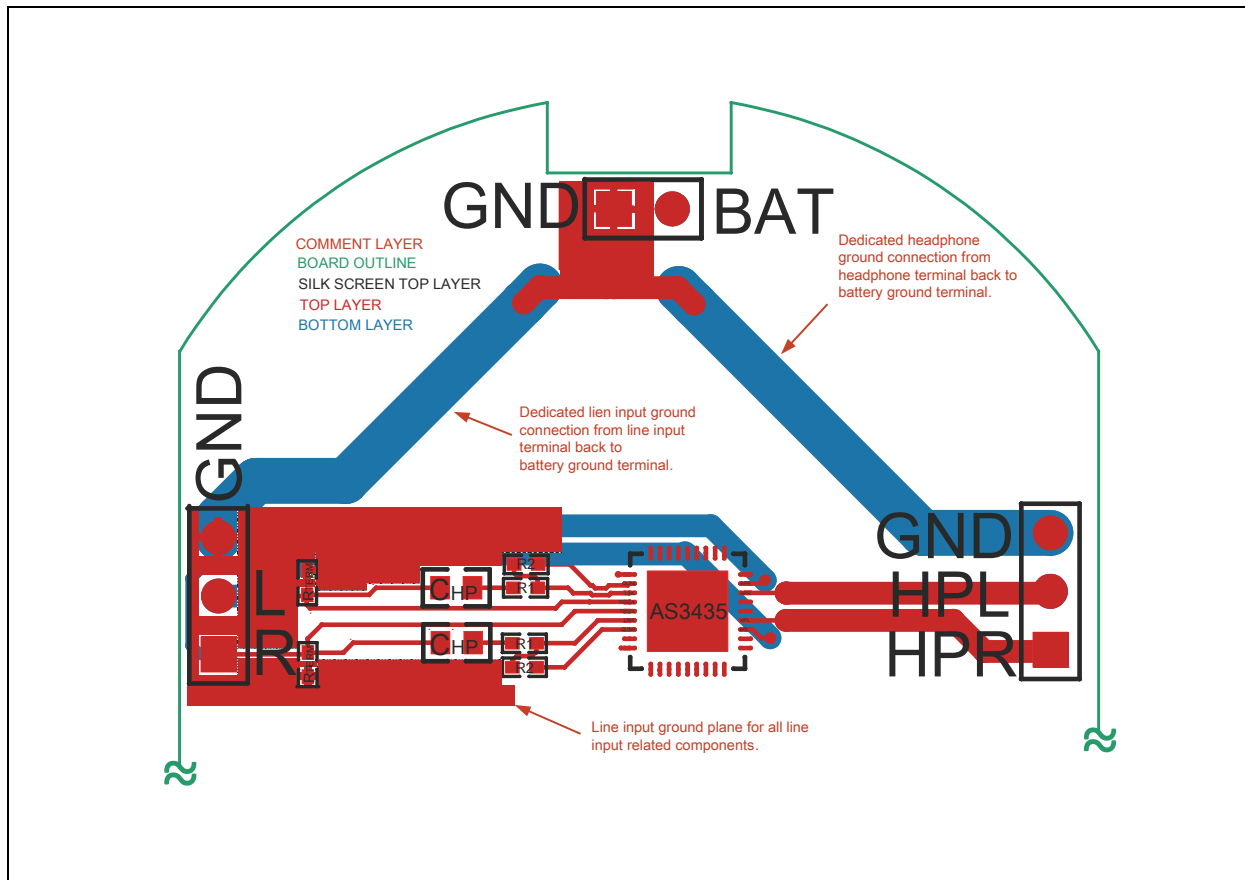 GND BAT
COMMENT LAYER
BOARD OUTLINE
SILK SCREEN TOP LAYER
TOP LAYER
BOTTOM LAYER
Dedicated headphone
ground connection from
headphone terminal back to
battery ground terminal.
Dedicated lien input ground
connection from line input
terminal back to
battery ground terminal.
GND
L
R
R2
R1
CHP
CHP
R1
R2
AS3435
GND
HPL
HPR
Line input ground plane for all line
input related components.